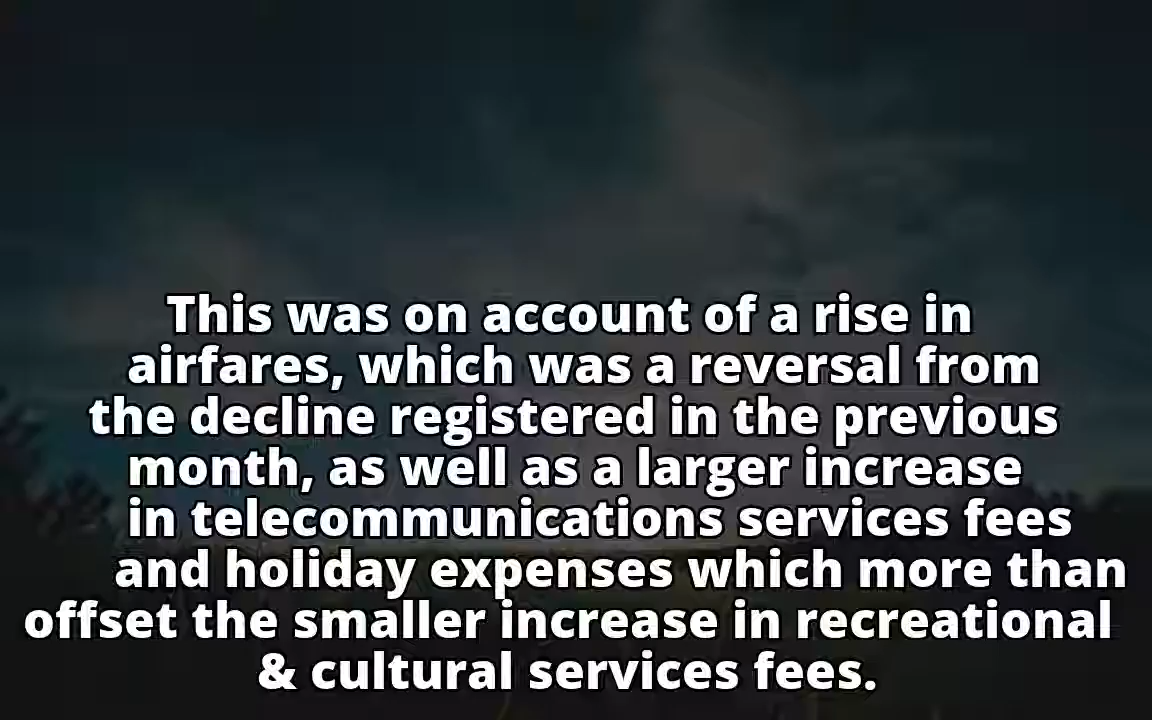 This was on account of a rise in
airfares, which was a reversal from
the decline registered in the previous
month, as well as a larger increase
in telecommunications services fees
and holiday expenses which more than
offset the smaller increase in recreational
& cultural services fees.